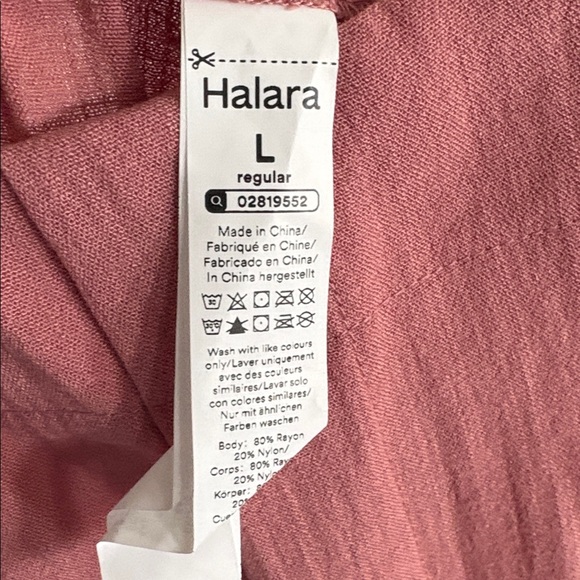 Halara
L
regular
02819552
Made in China/
Fabriqué en Chine/
Fabricado en China/
In China hergestellt
Wash with like colours
only/Laver uniquement
avec des couleurs
similaires/Lavar solo
con colores similares/
Nur mit ähnlichen
Farben waschen
Body: 80% Rayon
20% Nylon/
Corps: 80%
20%
Körper: